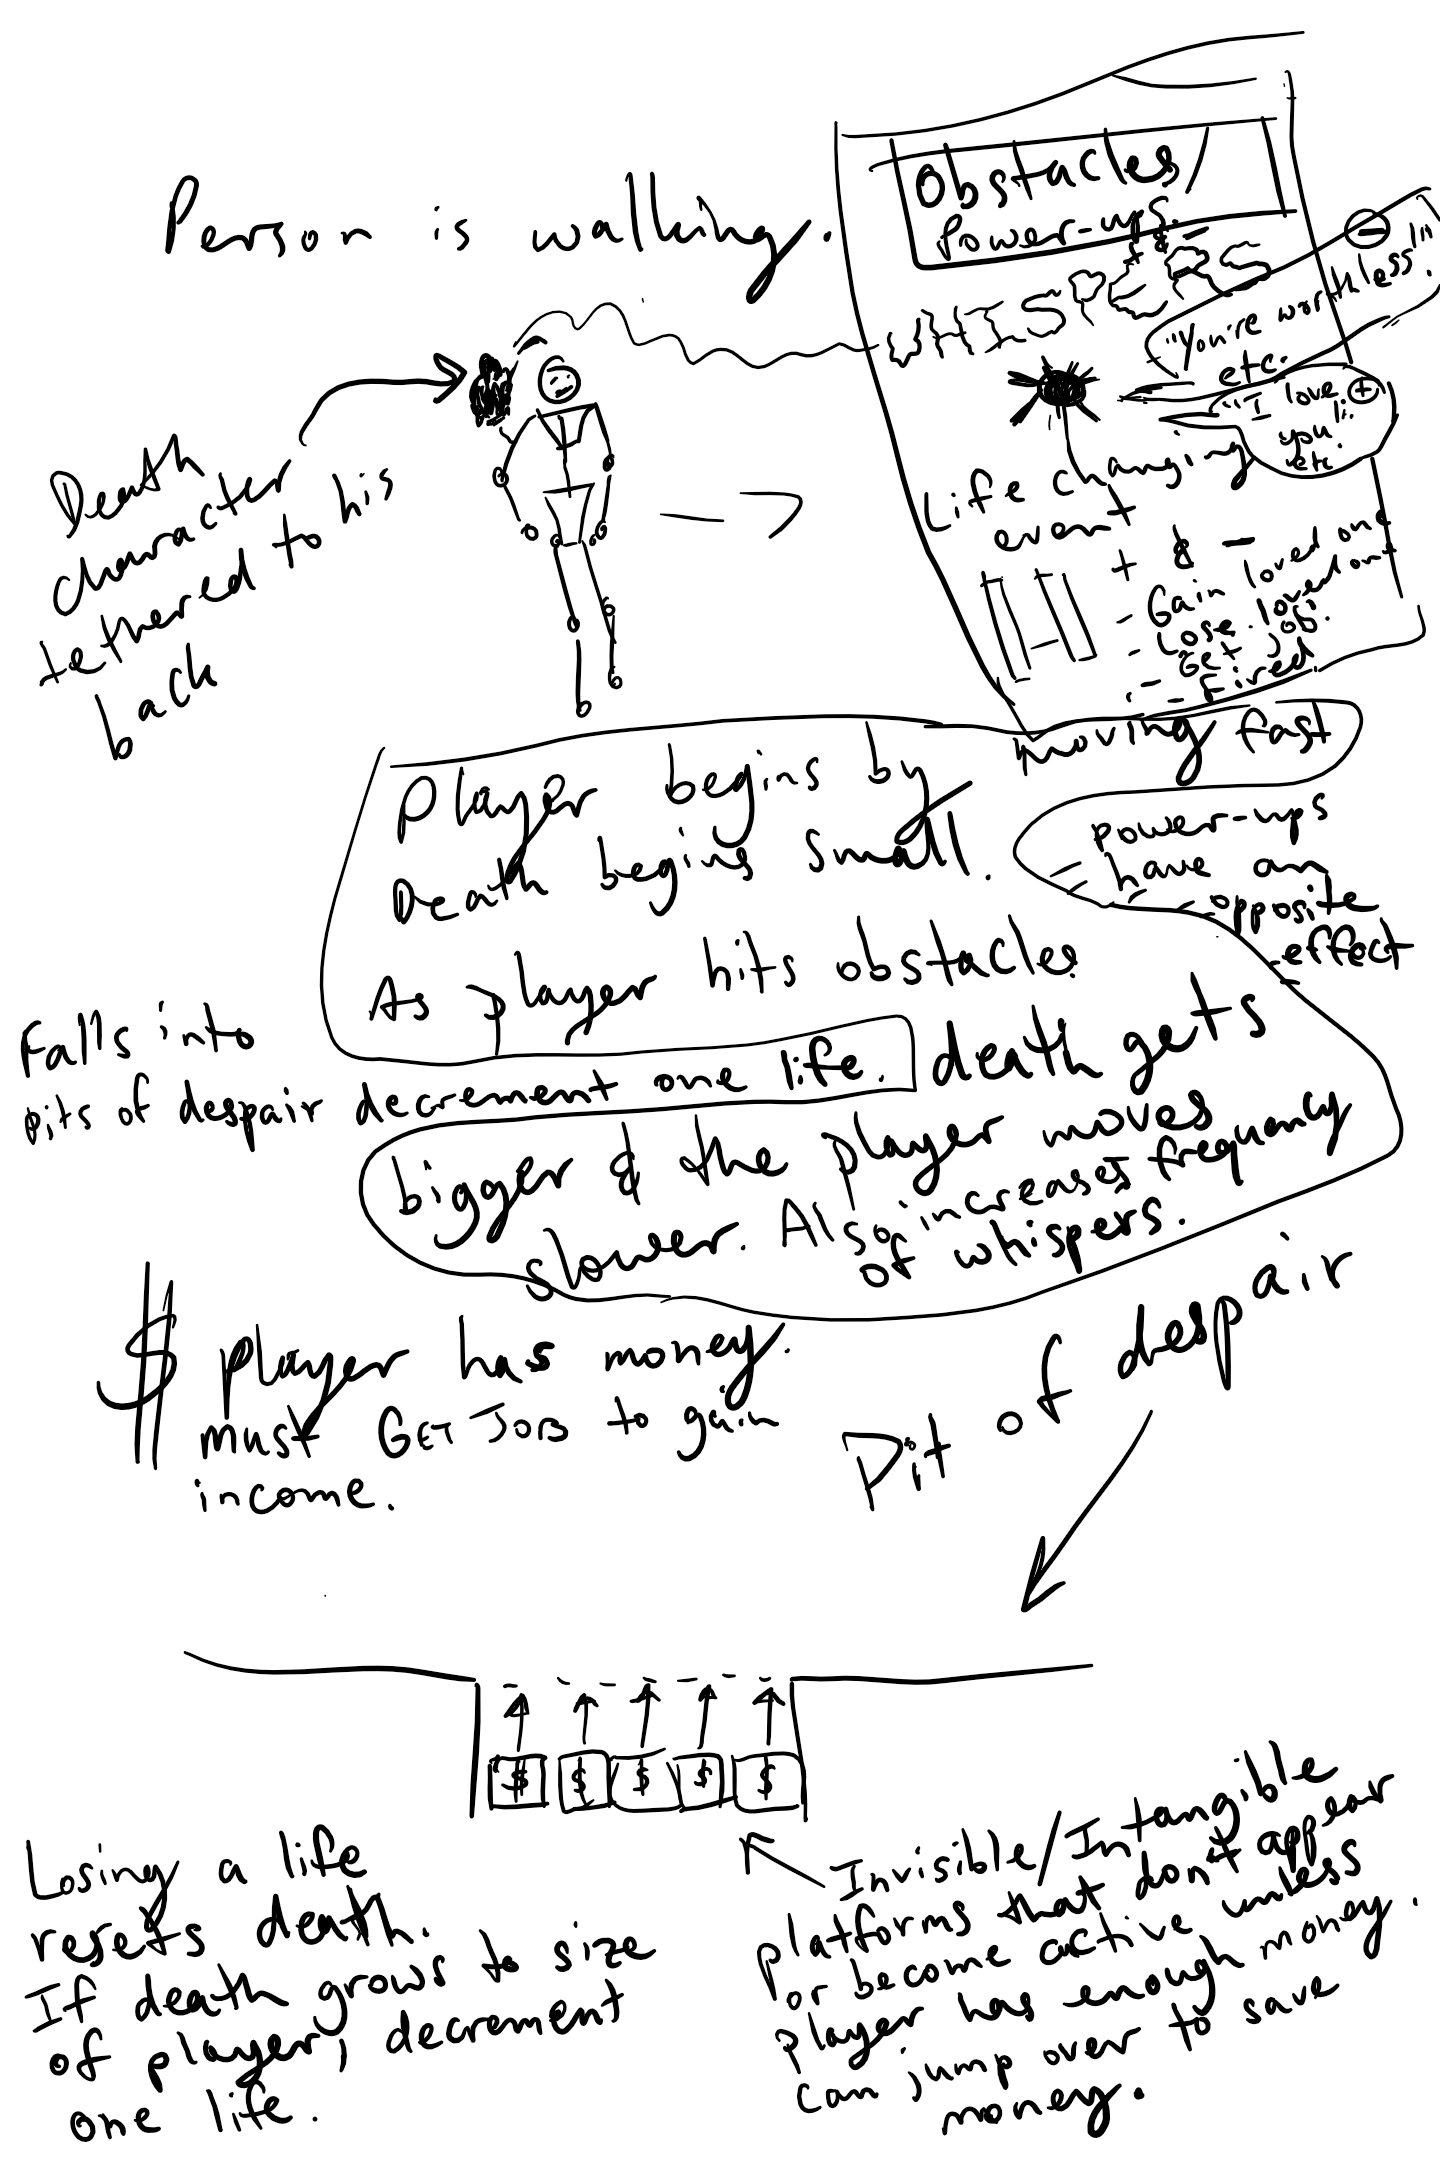 Person is walking.
Obstacles/
Power-ups.
+ & -
WHISPERS
"You're worthless"!!
etc.
"I love
you"!!
etc.
Life changing
event
+ & -
- Gain loved one
Lose loved one
- Get job.
- Fired.
Death
character
tethered to his
back
Player begins by moving fast
Death begins small.
power-ups
have an
opposite
effect
As player hits obstacles
death gets
bigger & the player moves
slower. Also increases frequency
of whispers.
Falls into
pits of despair decrement one life.
$ player has money.
must GET JOB to gain
income.
Pit of despair
$ $ $ $ $
Losing a life
resets death.
If death grows to size
of player, decrement
one life.
Invisible/Intangible
platforms that don't appear
or become active unless
player has enough money.
can jump over to save
money.